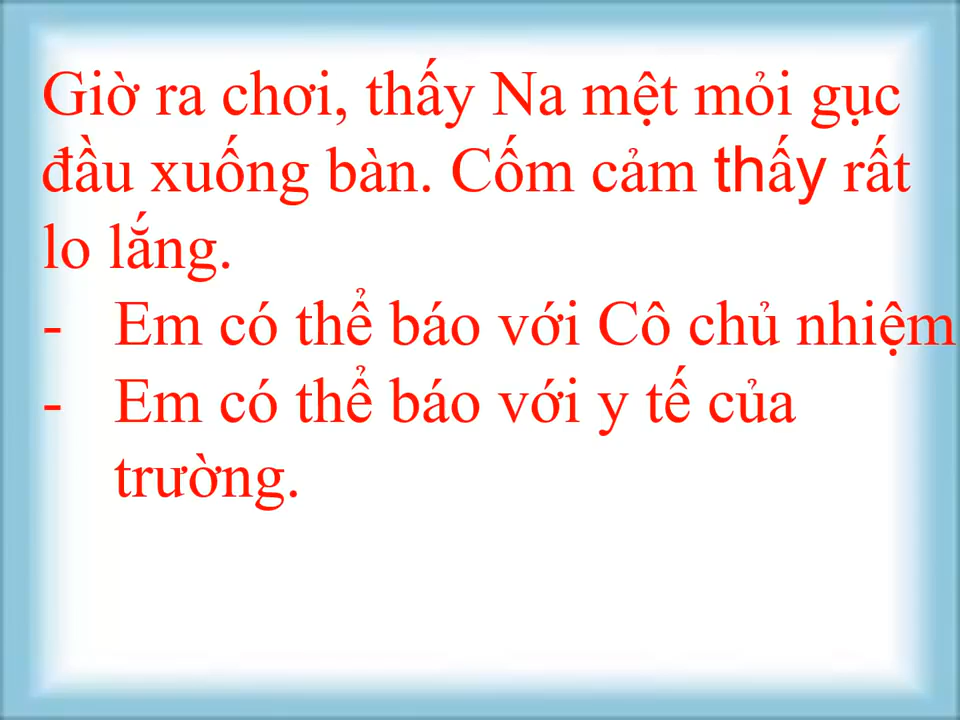 Giờ ra chơi, thấy Na mệt mỏi gục
đầu xuống bàn. Cốm cảm thấy rất
lo lắng.
- Em có thể báo với Cô chủ nhiệm
- Em có thể báo với y tế của
trường.